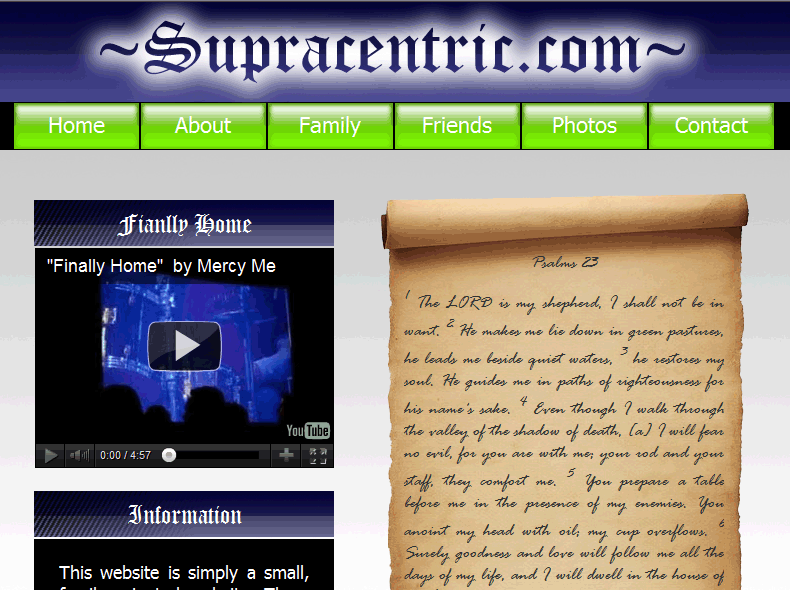 ~Supracentric.com~
Home About Family Friends Photos Contact
Fianlly Home
"Finally Home" by Mercy Me
YouTube
0:00 / 4:57
Information
This website is simply a small,
Psalms 23
1 The LORD is my shepherd, I shall not be in
want. 2 He makes me lie down in green pastures,
he leads me beside quiet waters, 3 he restores my
soul. He guides me in paths of righteousness for
his name's sake. 4 Even though I walk through
the valley of the shadow of death, [a] I will fear
no evil, for you are with me; your rod and your
staff, they comfort me. 5 You prepare a table
before me in the presence of my enemies. You
anoint my head with oil; my cup overflows. 6
Surely goodness and love will follow me all the
days of my life, and I will dwell in the house of